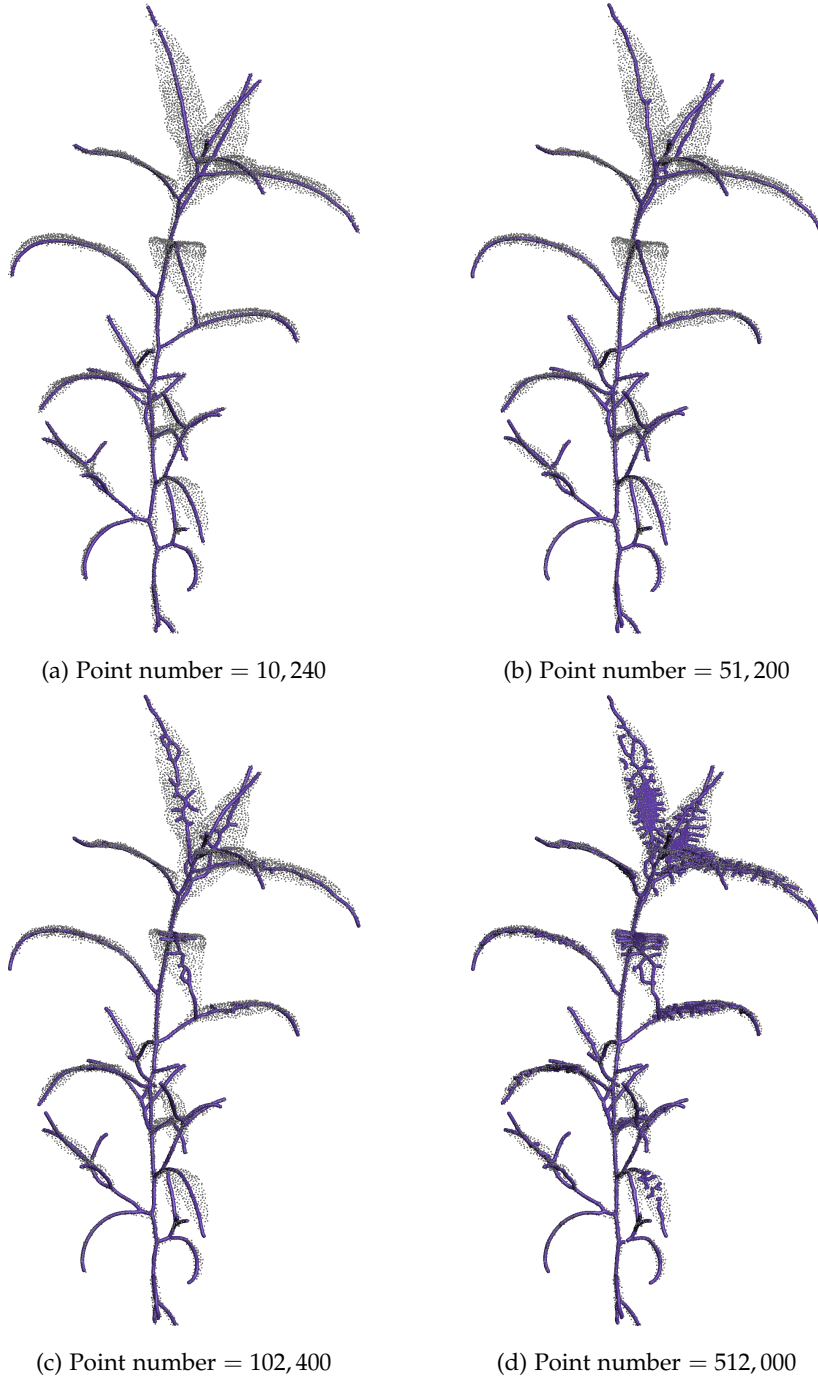 (a) Point number = 10, 240
(b) Point number = 51, 200
(c) Point number = 102, 400
(d) Point number = 512, 000